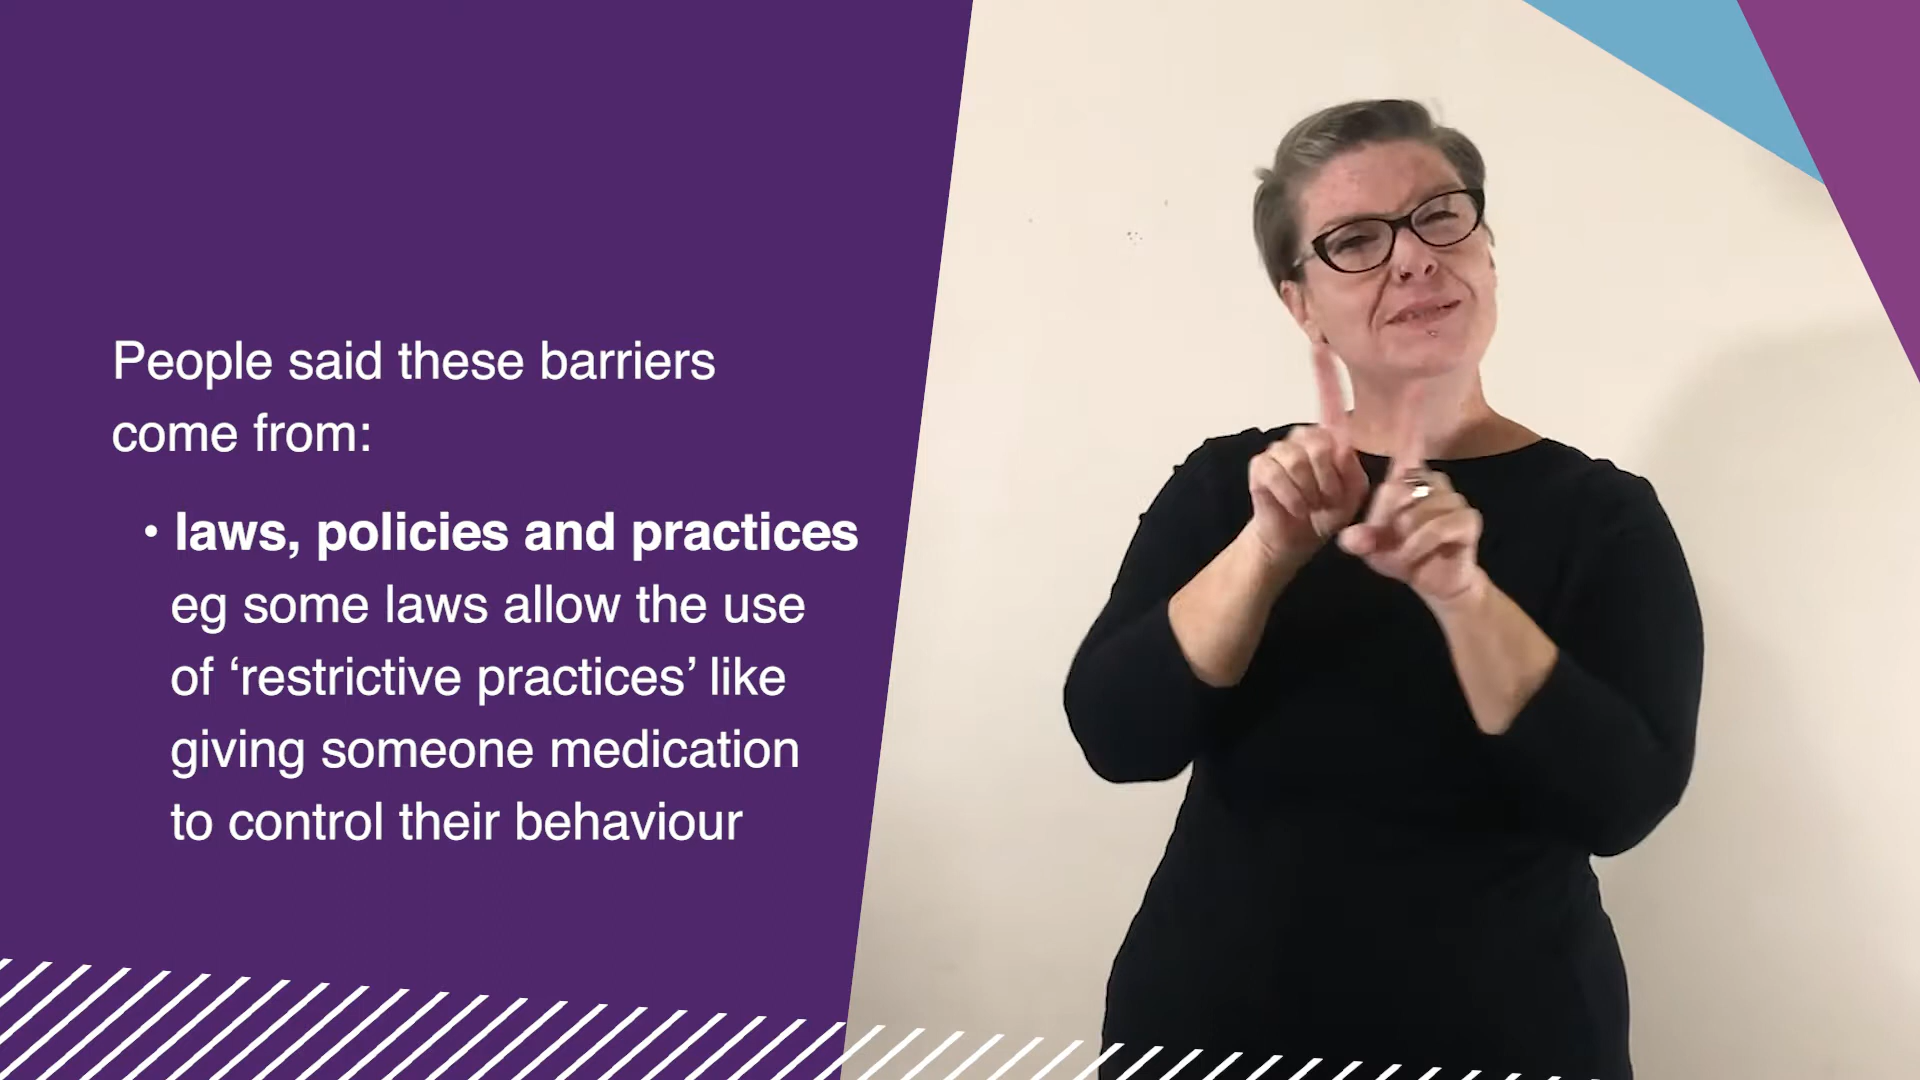 People said these barriers
come from:
• laws, policies and practices
eg some laws allow the use
of ‘restrictive practices’ like
giving someone medication
to control their behaviour